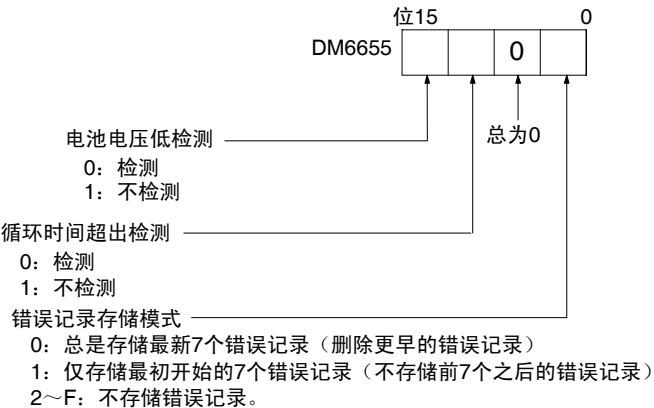 位15 0
DM6655 0
总为0
电池电压低检测
0：检测
1：不检测
循环时间超出检测
0：检测
1：不检测
错误记录存储模式
0：总是存储最新7个错误记录（删除更早的错误记录）
1：仅存储最初开始的7个错误记录（不存储前7个之后的错误记录）
2～F：不存储错误记录。